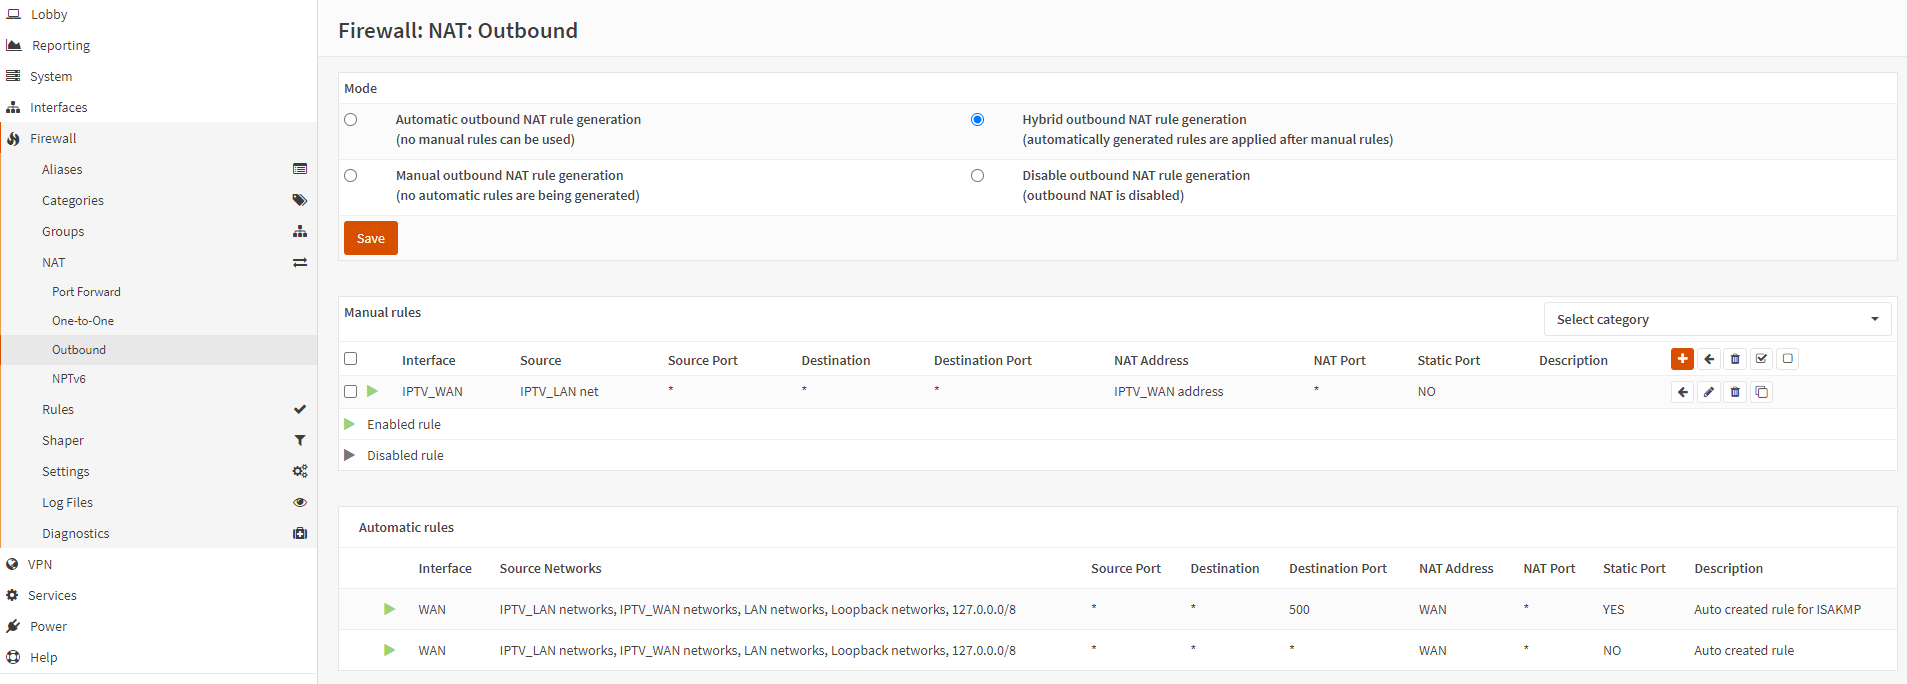 Lobby
Reporting
System
Interfaces
Firewall
Aliases
Categories
Groups
NAT
Port Forward
One-to-One
Outbound
NPTv6
Rules
Shaper
Settings
Log Files
Diagnostics
VPN
Services
Power
Help
Firewall: NAT: Outbound
Mode
Automatic outbound NAT rule generation
(no manual rules can be used)
Hybrid outbound NAT rule generation
(automatically generated rules are applied after manual rules)
Manual outbound NAT rule generation
(no automatic rules are being generated)
Disable outbound NAT rule generation
(outbound NAT is disabled)
Save
Manual rules
Select category
Interface Source Source Port Destination Destination Port NAT Address NAT Port Static Port Description
IPTV_WAN IPTV_LAN net * * * IPTV_WAN address * NO
Enabled rule
Disabled rule
Automatic rules
Interface Source Networks Source Port Destination Destination Port NAT Address NAT Port Static Port Description
WAN IPTV_LAN networks, IPTV_WAN networks, LAN networks, Loopback networks, 127.0.0.0/8 * * 500 WAN * YES Auto created rule for ISAKMP
WAN IPTV_LAN networks, IPTV_WAN networks, LAN networks, Loopback networks, 127.0.0.0/8 * * * WAN * NO Auto created rule